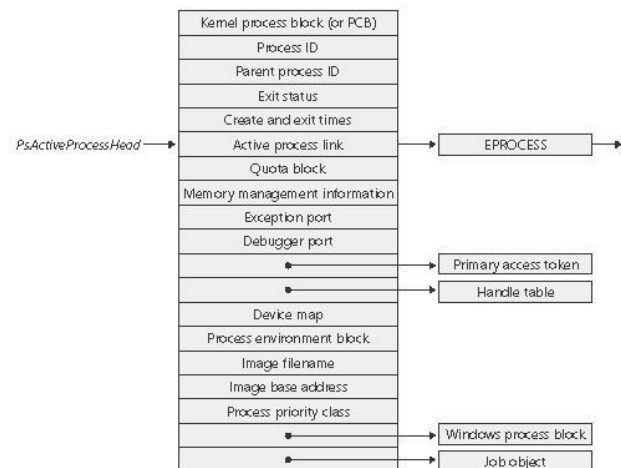 Kernel process block (or PCB)
Process ID
Parent process ID
Exit status
Create and exit times
PsActiveProcessHead
Active process link
EPROCESS
Quota block
Memory management information
Exception port
Debugger port
Primary access token
Handle table
Device map
Process environment block
Image filename
Image base address
Process priority class
Windows process block
Job object